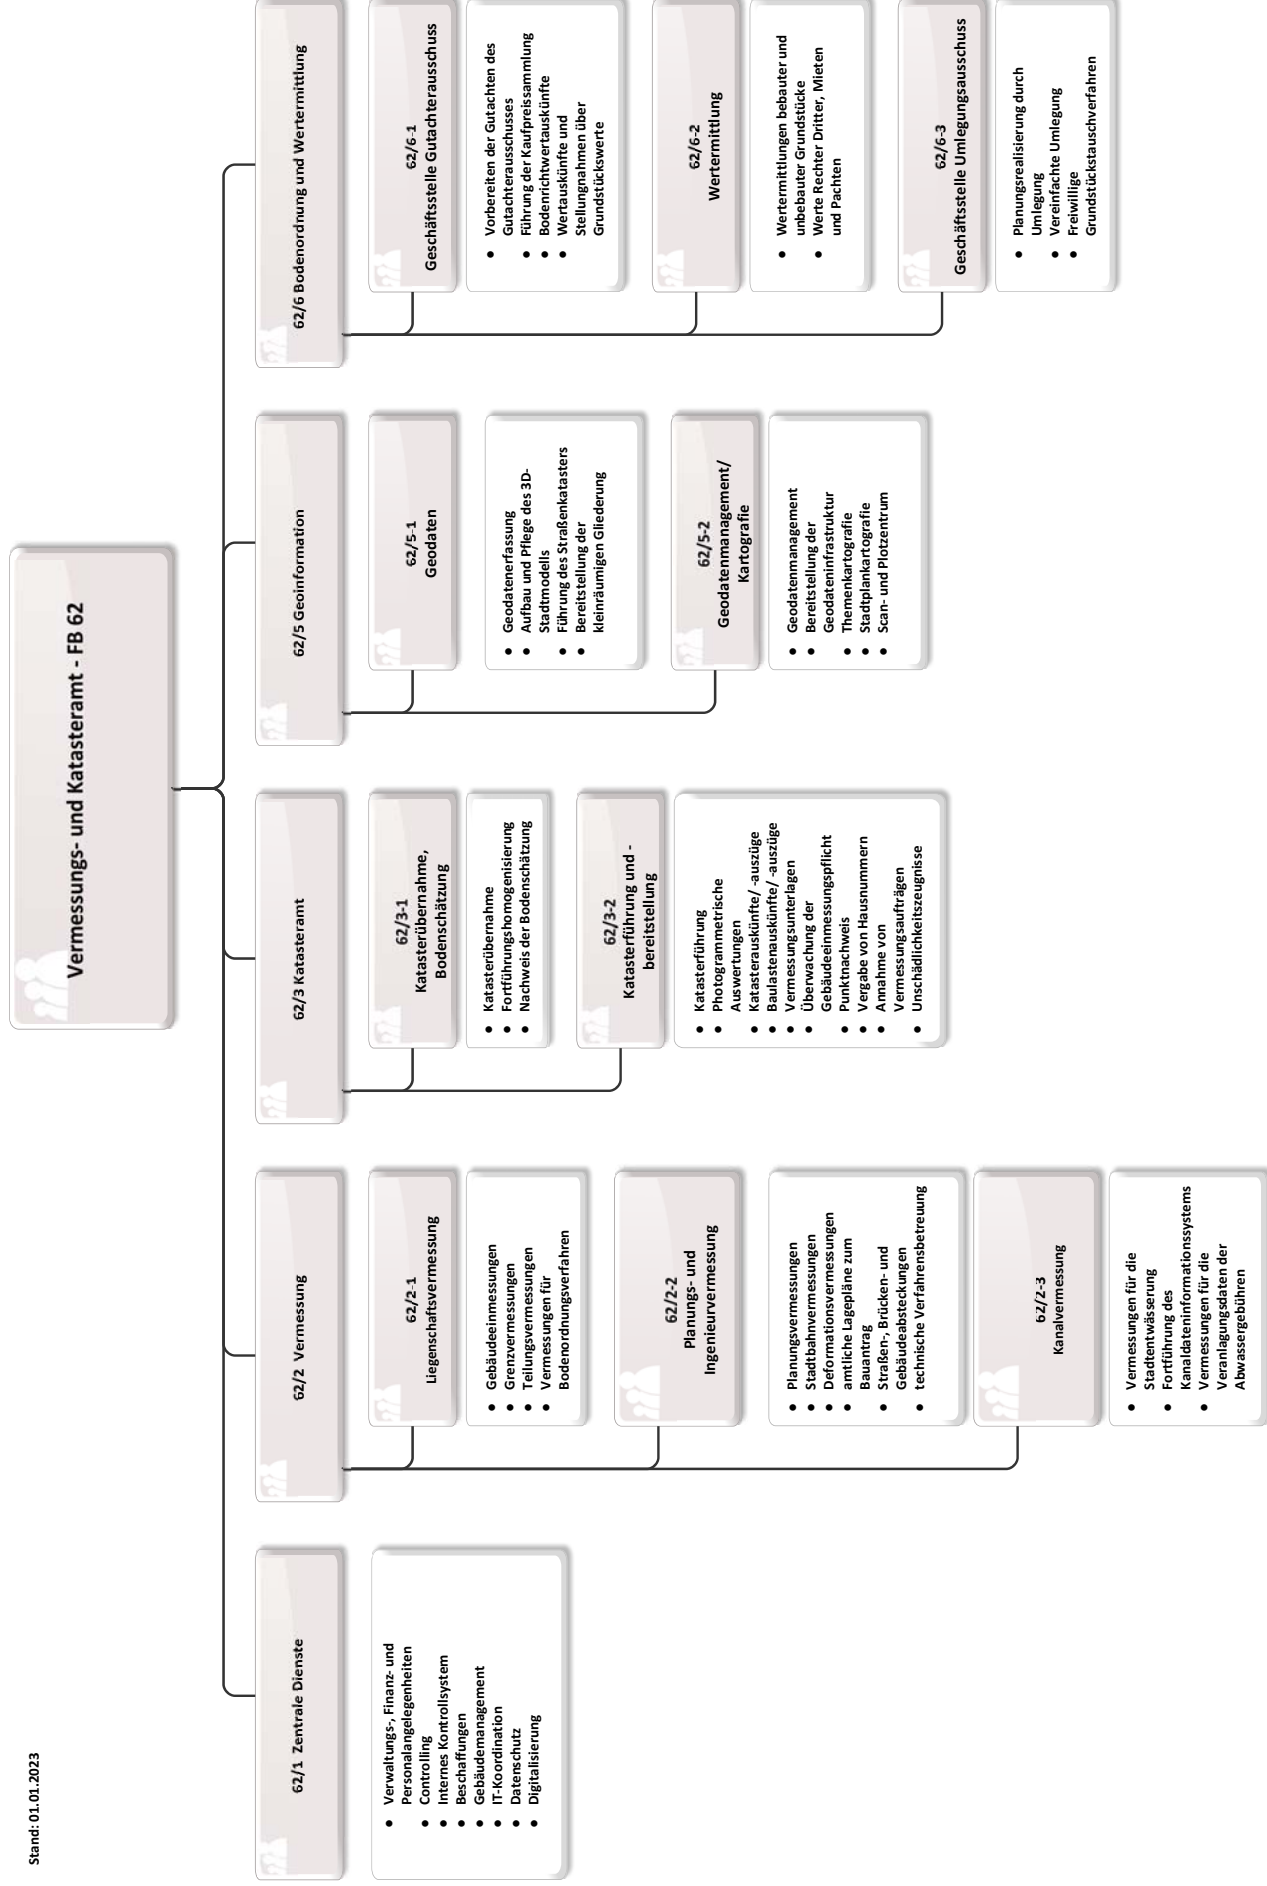 Stand: 01.01.2023
Vermessungs- und Katasteramt - FB 62
62/1 Zentrale Dienste
• Verwaltungs-, Finanz- und
Personalangelegenheiten
• Controlling
• Internes Kontrollsystem
• Beschaffungen
• Gebäudemanagement
• IT-Koordination
• Datenschutz
• Digitalisierung
62/2 Vermessung
62/2-1
Liegenschaftsvermessung
• Gebäudeeinmessungen
• Grenzvermessungen
• Teilungsvermessungen
• Vermessungen für
Bodenordnungsverfahren
62/2-2
Planungs- und
Ingenieurvermessung
• Planungsvermessungen
• Stadtbahnvermessungen
• Deformationsvermessungen
• amtliche Lagepläne zum
Bauantrag
• Straßen-, Brücken- und
Gebäudeabsteckungen
• technische Verfahrensbetreuung
62/2-3
Kanalvermessung
• Vermessungen für die
Stadtentwässerung
• Fortführung des
Kanaldateninformationssystems
• Vermessungen für die
Veranlagungsdaten der
Abwassergebühren
62/3 Katasteramt
62/3-1
Katasterübernahme,
Bodenschätzung
• Katasterübernahme
• Fortführungshomogenisierung
• Nachweis der Bodenschätzung
62/3-2
Katasterführung und -
bereitstellung
• Katasterführung
• Photogrammetrische
Auswertungen
• Katasterauskünfte/ -auszüge
• Baulastenauskünfte/ -auszüge
• Vermessungsunterlagen
• Überwachung der
Gebäudeeinmessungspflicht
• Punktnachweis
• Vergabe von Hausnummern
• Annahme von
Vermessungsaufträgen
• Unschädlichkeitszeugnisse
62/5 Geoinformation
62/5-1
Geodaten
• Geodatenerfassung
• Aufbau und Pflege des 3D-
Stadtmodells
• Führung des Straßenkatasters
• Bereitstellung der
kleinräumigen Gliederung
62/5-2
Geodatenmanagement/
Kartografie
• Geodatenmanagement
• Bereitstellung der
Geodateninfrastruktur
• Themenkartografie
• Stadtplankartografie
• Scan- und Plotzentrum
62/6 Bodenordnung und Wertermittlung
62/6-1
Geschäftsstelle Gutachterausschuss
• Vorbereiten der Gutachten des
Gutachterausschusses
• Führung der Kaufpreissammlung
• Bodenrichtwertauskünfte
• Wertauskünfte und
Stellungnahmen über
Grundstückswerte
62/6-2
Wertermittlung
• Wertermittlungen bebauter und
unbebauter Grundstücke
• Werte Rechter Dritter, Mieten
und Pachten
62/6-3
Geschäftsstelle Umlegungsausschuss
• Planungsrealisierung durch
Umlegung
• Vereinfachte Umlegung
• Freiwillige
Grundstückstauschverfahren